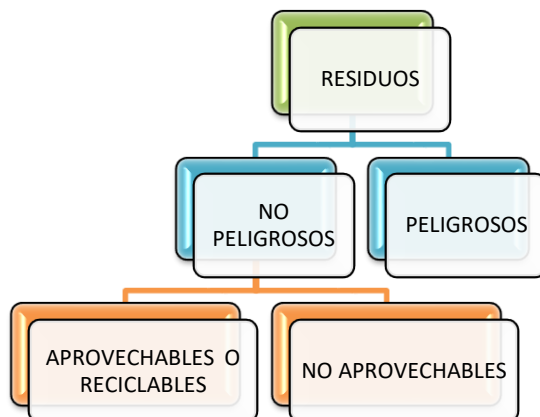 RESIDUOS
NO
PELIGROSOS
PELIGROSOS
APROVECHABLES O
RECICLABLES
NO APROVECHABLES